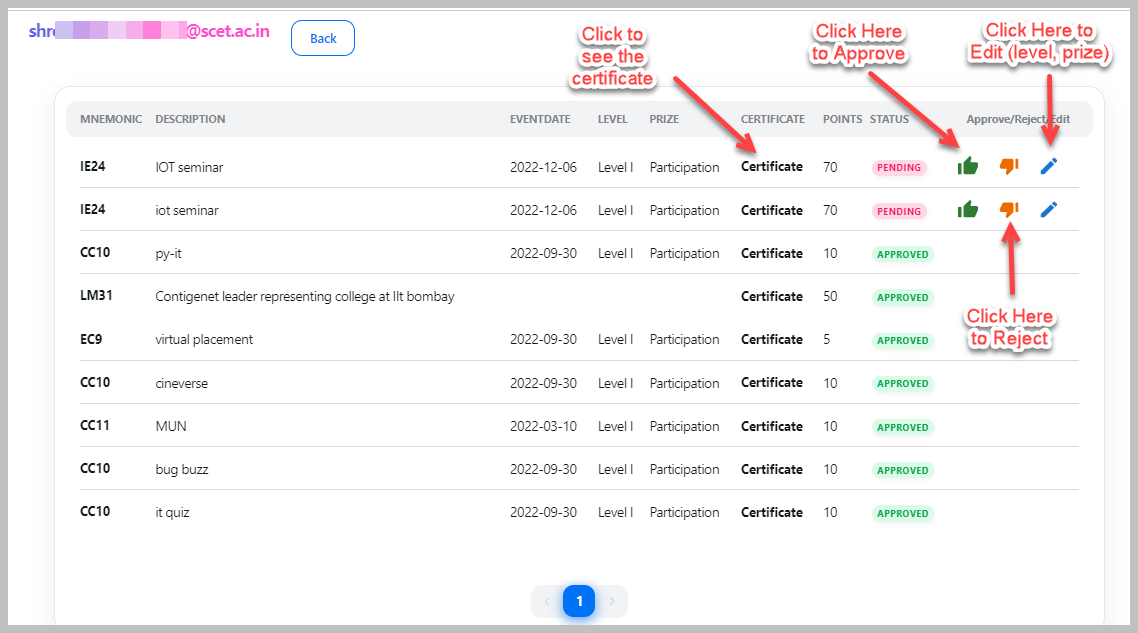 shr @scet.ac.in
Back
Click to
see the
certificate
Click Here
to Approve
Click Here to
Edit (level, prize)
MNEMONIC DESCRIPTION EVENTDATE LEVEL PRIZE CERTIFICATE POINTS STATUS Approve/Reject/Edit
IE24 IOT seminar 2022-12-06 Level I Participation Certificate 70 PENDING
IE24 iot seminar 2022-12-06 Level I Participation Certificate 70 PENDING
CC10 py-it 2022-09-30 Level I Participation Certificate 10 APPROVED
LM31 Contigenet leader representing college at IIt bombay Certificate 50 APPROVED
Click Here
to Reject
EC9 virtual placement 2022-09-30 Level I Participation Certificate 5 APPROVED
CC10 cineverse 2022-09-30 Level I Participation Certificate 10 APPROVED
CC11 MUN 2022-03-10 Level I Participation Certificate 10 APPROVED
CC10 bug buzz 2022-09-30 Level I Participation Certificate 10 APPROVED
CC10 it quiz 2022-09-30 Level I Participation Certificate 10 APPROVED
1